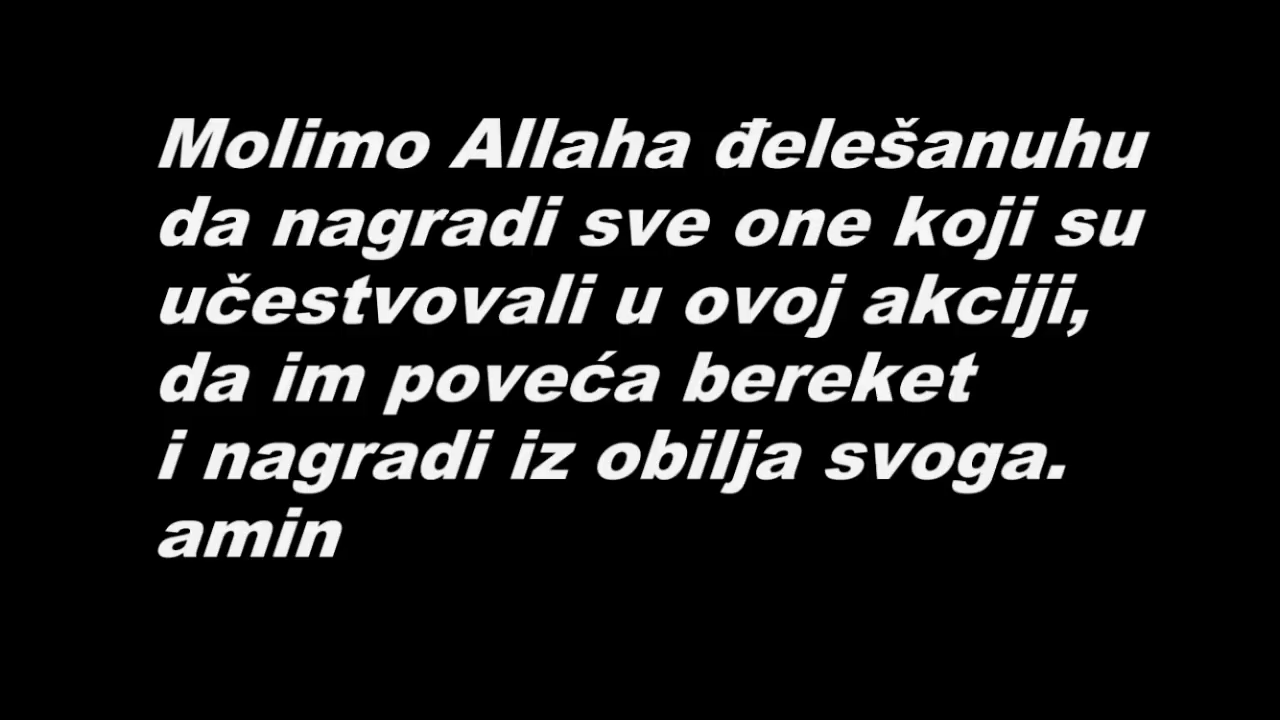 Molimo Allaha đelešanuhu
da nagradi sve one koji su
učestvovali u ovoj akciji,
da im poveća bereket
i nagradi iz obilja svoga.
amin